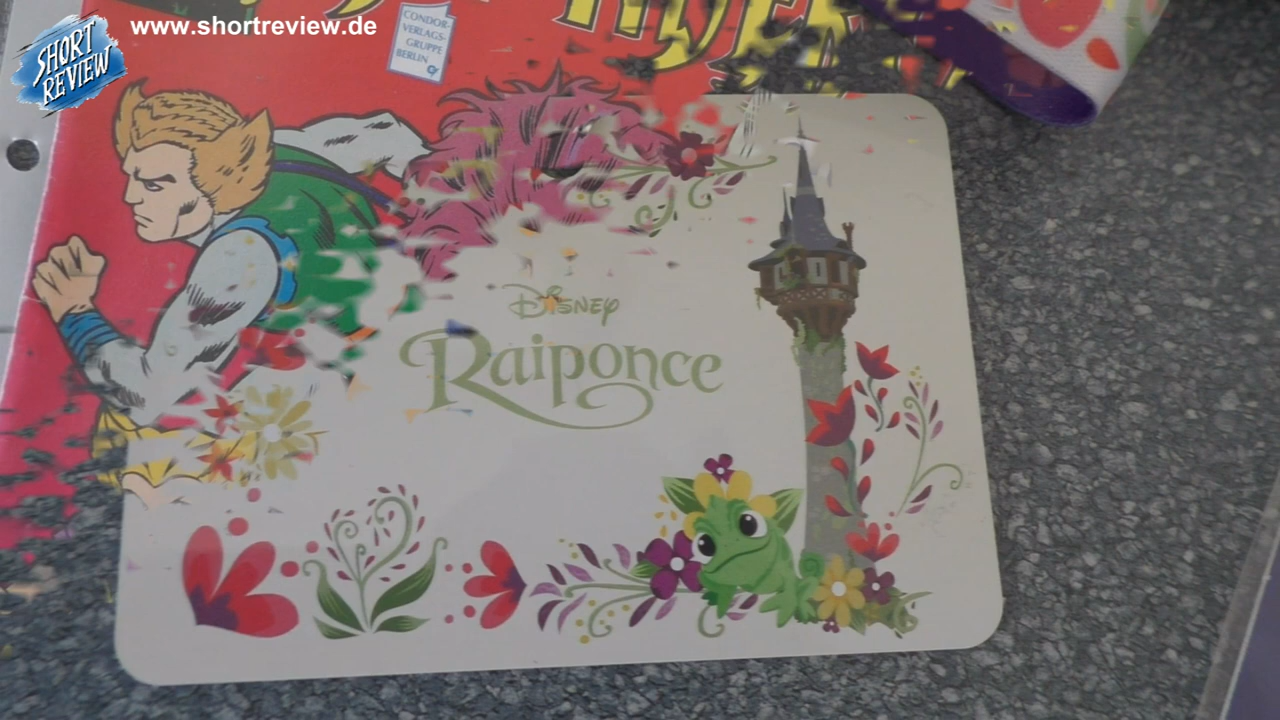 www.shortreview.de
SHORT
REVIEW
CONDOR-
VERLAGS-
GRUPPE
BERLIN
Disney
Raiponce